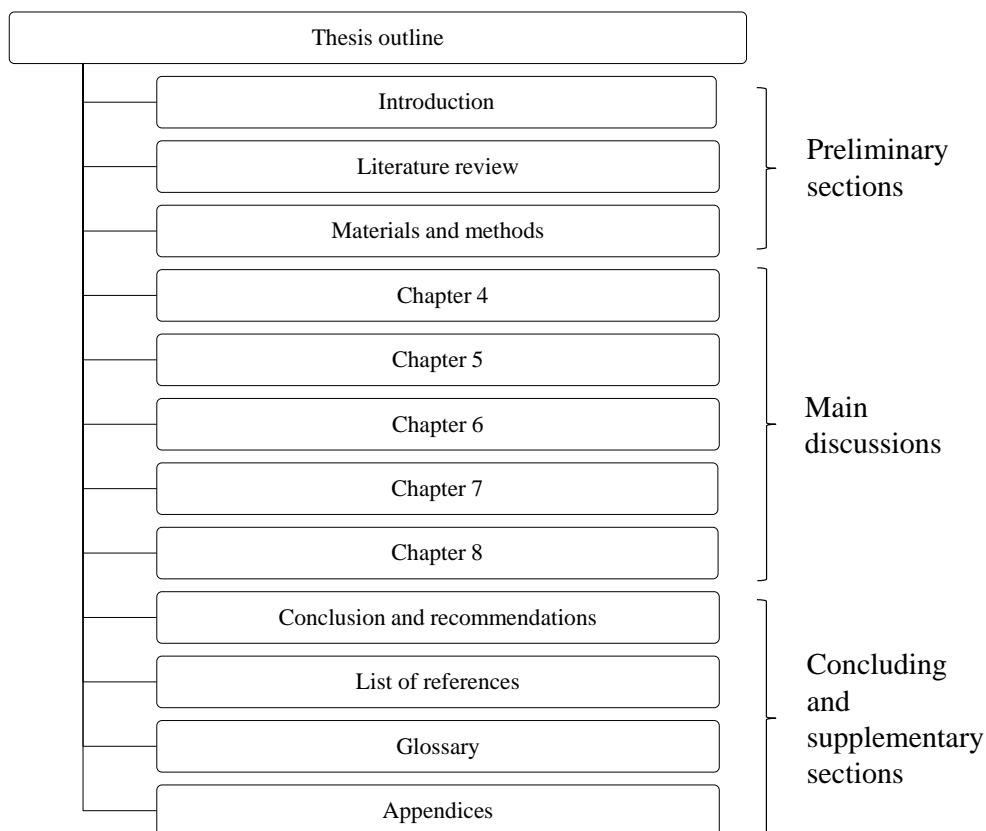 Thesis outline
Introduction
Literature review
Materials and methods
Preliminary
sections
Chapter 4
Chapter 5
Chapter 6
Chapter 7
Chapter 8
Main
discussions
Conclusion and recommendations
List of references
Glossary
Appendices
Concluding
and
supplementary
sections